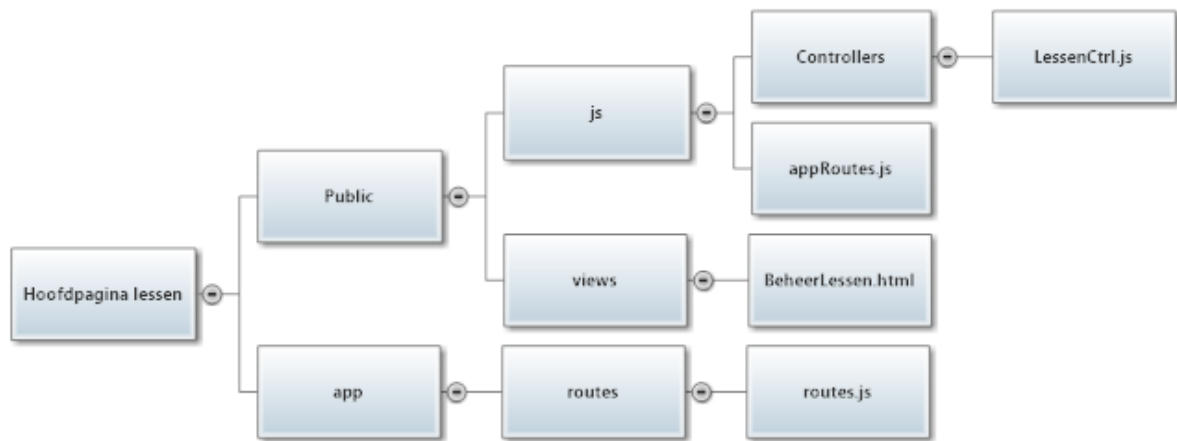 Hoofdpagina lessen
Public
js
Controllers
LessenCtrl.js
appRoutes.js
views
BeheerLessen.html
app
routes
routes.js